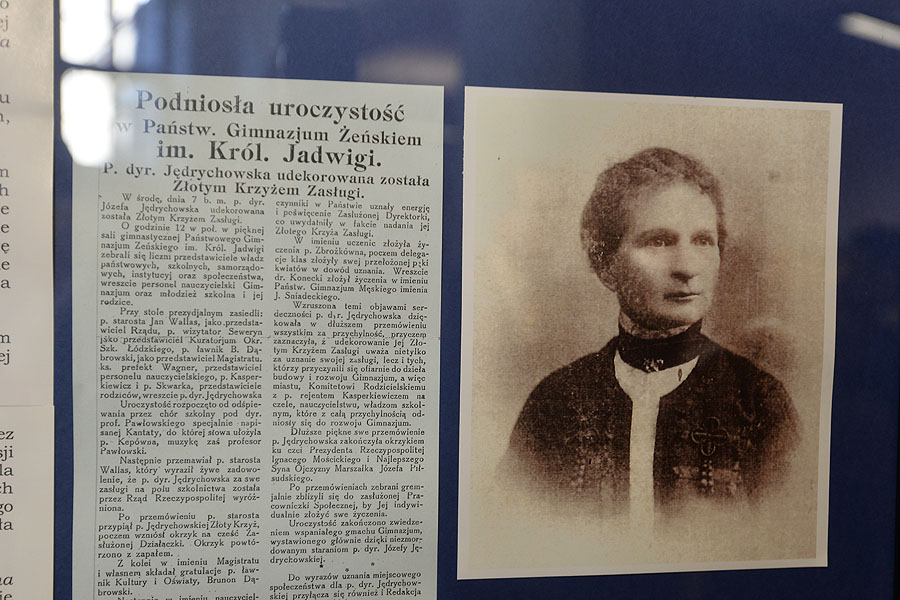 Podniosła uroczystość
w Państw. Gimnazjum Żeńskiem
im. Król. Jadwigi.
P. dyr. Jędrychowska udekorowana została
Złotym Krzyżem Zasługi.
W środę, dnia 7 b. m. p. dyr.
Józefa Jędrychowska udekorowana
została Złotym Krzyżem Zasługi.
O godzinie 12 w poł. w pięknej
sali gimnastycznej Państwowego Gim-
nazjum Żeńskiego im. Król. Jadwigi
zebrali się liczni przedstawiciele władz
państwowych, szkolnych, samorządo-
wych, instytucyj oraz społeczeństwa,
wreszcie personel nauczycielski Gim-
nazjum oraz młodzież szkolna i jej
rodzice.
Przy stole prezydjalnym zasiedli:
p. starosta Jan Wallas, jako przedsta-
wiciel Rządu, p. wizytator Seweryn
jako przedstawiciel Kuratorjum Okr.
Szk. Łódzkiego, p. ławnik B. Dą-
browski, jako przedstawiciel Magistratu,
ks. prefekt Wagner, przedstawiciel
personelu nauczycielskiego, p. Kasper-
kiewicz i p. Skwarka, przedstawiciele
rodziców, wreszcie p. dyr. Jędrychowska
Uroczystość rozpoczęto od odśpie-
wania przez chór szkolny pod dyr.
prof. Pawłowskiego specjalnie napi-
sanej Kantaty, do której słowa ułożyła
p. Kepówna, muzykę zaś profesor
Pawłowski.
Następnie przemawiał p. starosta
Wallas, który wyraził żywe zadowo-
lenie, że p. dyr. Jędrychowska za swe
zasługi na polu szkolnictwa została
przez Rząd Rzeczypospolitej wyróż-
niona.
Po przemówieniu p. starosta
przypiął p. Jędrychowskiej Złoty Krzyż,
poczem wzniósł okrzyk na cześć Za-
służonej Działaczki. Okrzyk powtó-
rzono z zapałem.
Z kolei w imieniu Magistratu
i własnem składał gratulacje p. ław-
nik Kultury i Oświaty, Brunon Dą-
browski.
Następnie w imieniu nauczyciel-
czynniki w Państwie uznały energję
i poświęcenie Zasłużonej Dyrektorki,
co uwydatniły w fakcie nadania jej
Złotego Krzyża Zasługi.
W imieniu uczenic złożyła ży-
czenia p. Zbrożkówna, poczem delega-
cje klas złożyły swej przełożonej pęki
kwiatów w dowód uznania. Wreszcie
dr. Konecki złożył życzenia w imieniu
Państw. Gimnazjum Męskiego imienia
J. Śniadeckiego.
Wzruszona temi objawami ser-
deczności p. dyr. Jędrychowska dzię-
kowała w dłuższem przemówieniu
wszystkim za przychylność, przyczem
zaznaczyła, iż udekorowanie jej Zło-
tym Krzyżem Zasługi uważa nietylko
za uznanie swojej zasługi, lecz i tych,
którzy przyczynili się ofiarnie do dzieła
budowy i rozwoju Gimnazjum, a więc
miastu, Komitetowi Rodzicielskiemu
z p. rejentem Kasperkiewiczem na
czele, nauczycielstwu, władzom szkol-
nym, które z całą przychylnością od-
niosły się do rozwoju Gimnazjum.
Dłuższe piękne swe przemówienie
p. Jędrychowska zakończyła okrzykiem
ku czci Prezydenta Rzeczypospolitej
Ignacego Mościckiego i Najlepszego
Syna Ojczyzny Marszałka Józefa Pił-
sudskiego.
Po przemówieniach zebrani grem-
jalnie zbliżyli się do zasłużonej Pra-
cowniczki Społecznej, by Jej indywi-
dualnie złożyć swe życzenia.
Uroczystość zakończono zwiedze-
niem wspaniałego gmachu Gimnazjum,
wystawionego głównie dzięki niezmor-
dowanym staraniom p. dyr. Józefy Ję-
drychowskiej.
Do wyrazów uznania miejscowego
społeczeństwa dla p. dyr. Jędrychow-
skiej przyłącza się również i Redakcja